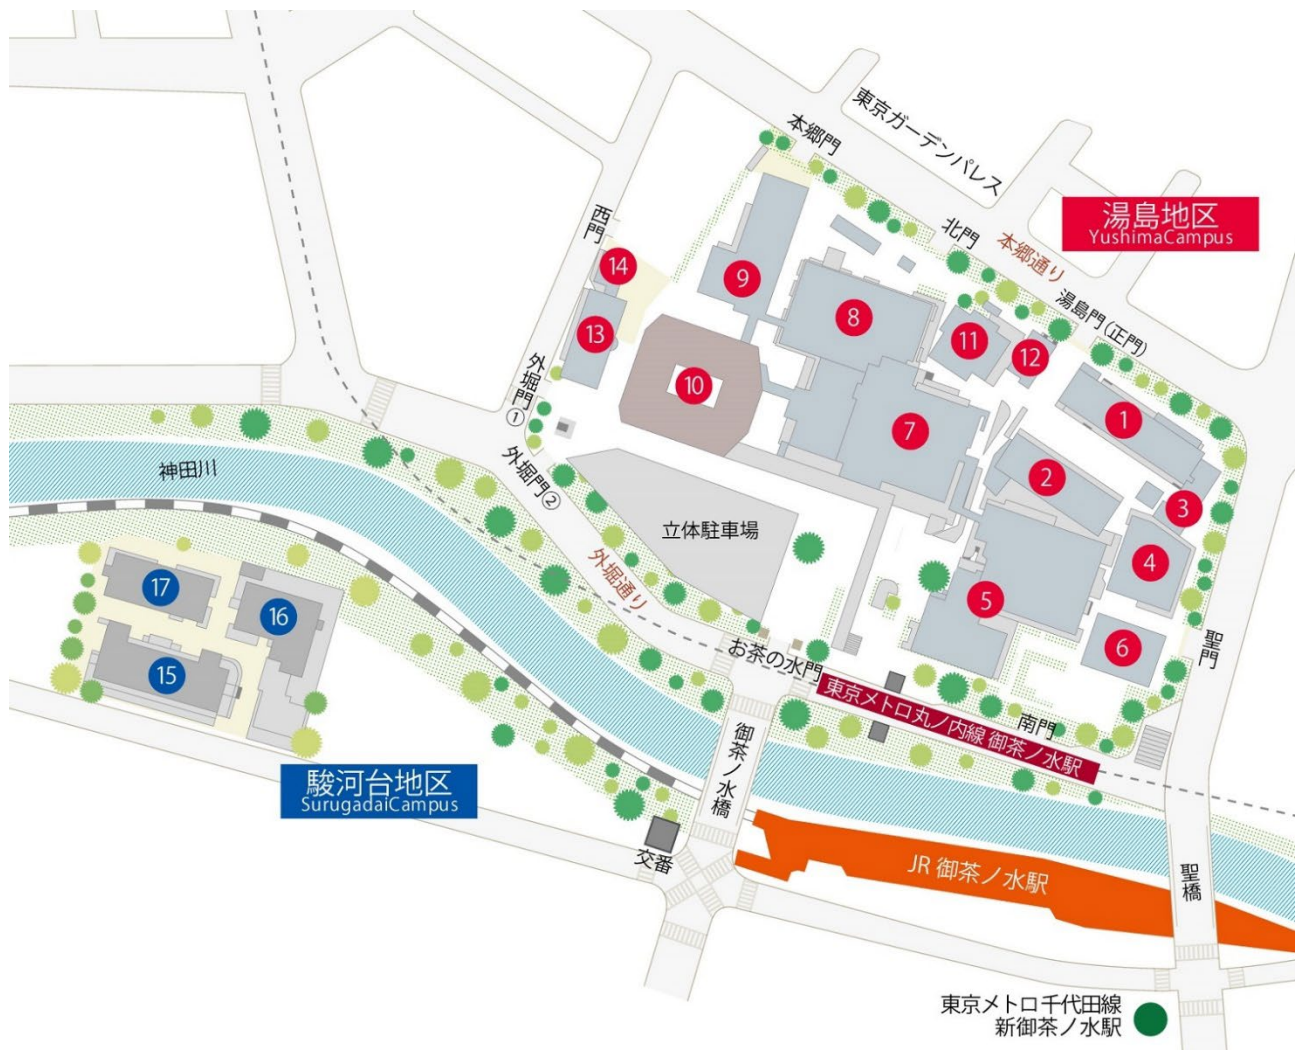 本郷門
東京ガーデンパレス
湯島地区
YushimaCampus
西門
北門
本郷通り
湯島門(正門)
14
9
8
11
12
13
10
外堀門①
外堀門②
1
7
2
3
4
神田川
立体駐車場
外堀通り
17
16
15
5
6
聖門
お茶の水門
東京メトロ丸ノ内線 御茶ノ水駅
南門
駿河台地区
SurugadaiCampus
御茶ノ水橋
交番
JR 御茶ノ水駅
聖橋
東京メトロ千代田線
新御茶ノ水駅